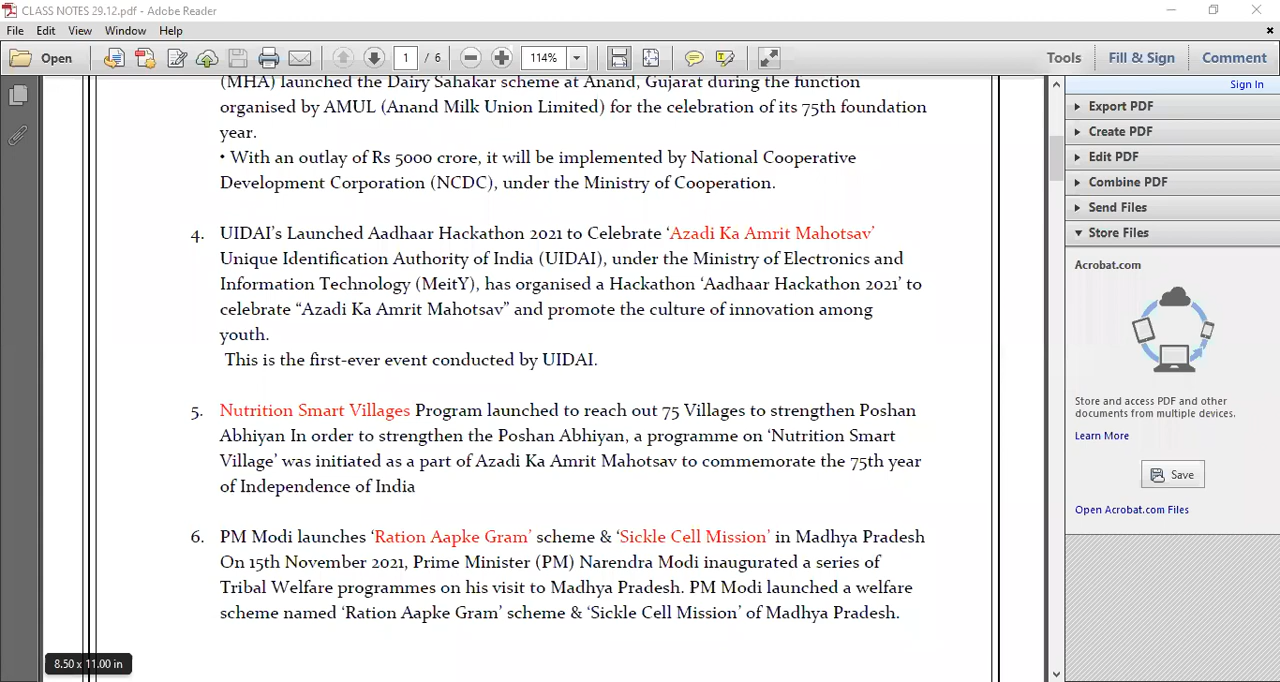 CLASS NOTES 29.12.pdf - Adobe Reader
File Edit View Window Help
Open 1 / 6 114% Tools Fill & Sign Comment
Sign In
Export PDF
Create PDF
Edit PDF
Combine PDF
Send Files
Store Files
Acrobat.com
Store and access PDF and other
documents from multiple devices.
Learn More
Save
Open Acrobat.com Files
(MHA) launched the Dairy Sahakar scheme at Anand, Gujarat during the function
organised by AMUL (Anand Milk Union Limited) for the celebration of its 75th foundation
year.
• With an outlay of Rs 5000 crore, it will be implemented by National Cooperative
Development Corporation (NCDC), under the Ministry of Cooperation.
4. UIDAI's Launched Aadhaar Hackathon 2021 to Celebrate ‘Azadi Ka Amrit Mahotsav’
Unique Identification Authority of India (UIDAI), under the Ministry of Electronics and
Information Technology (MeitY), has organised a Hackathon ‘Aadhaar Hackathon 2021’ to
celebrate “Azadi Ka Amrit Mahotsav” and promote the culture of innovation among
youth.
This is the first-ever event conducted by UIDAI.
5. Nutrition Smart Villages Program launched to reach out 75 Villages to strengthen Poshan
Abhiyan In order to strengthen the Poshan Abhiyan, a programme on ‘Nutrition Smart
Village’ was initiated as a part of Azadi Ka Amrit Mahotsav to commemorate the 75th year
of Independence of India
6. PM Modi launches ‘Ration Aapke Gram’ scheme & ‘Sickle Cell Mission’ in Madhya Pradesh
On 15th November 2021, Prime Minister (PM) Narendra Modi inaugurated a series of
Tribal Welfare programmes on his visit to Madhya Pradesh. PM Modi launched a welfare
scheme named ‘Ration Aapke Gram’ scheme & ‘Sickle Cell Mission’ of Madhya Pradesh.
8.50 x 11.00 in